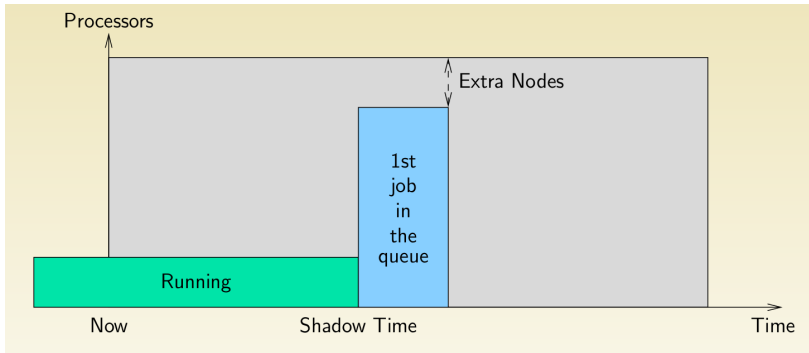 Processors
Extra Nodes
1st
job
in
the
queue
Running
Now
Shadow Time
Time